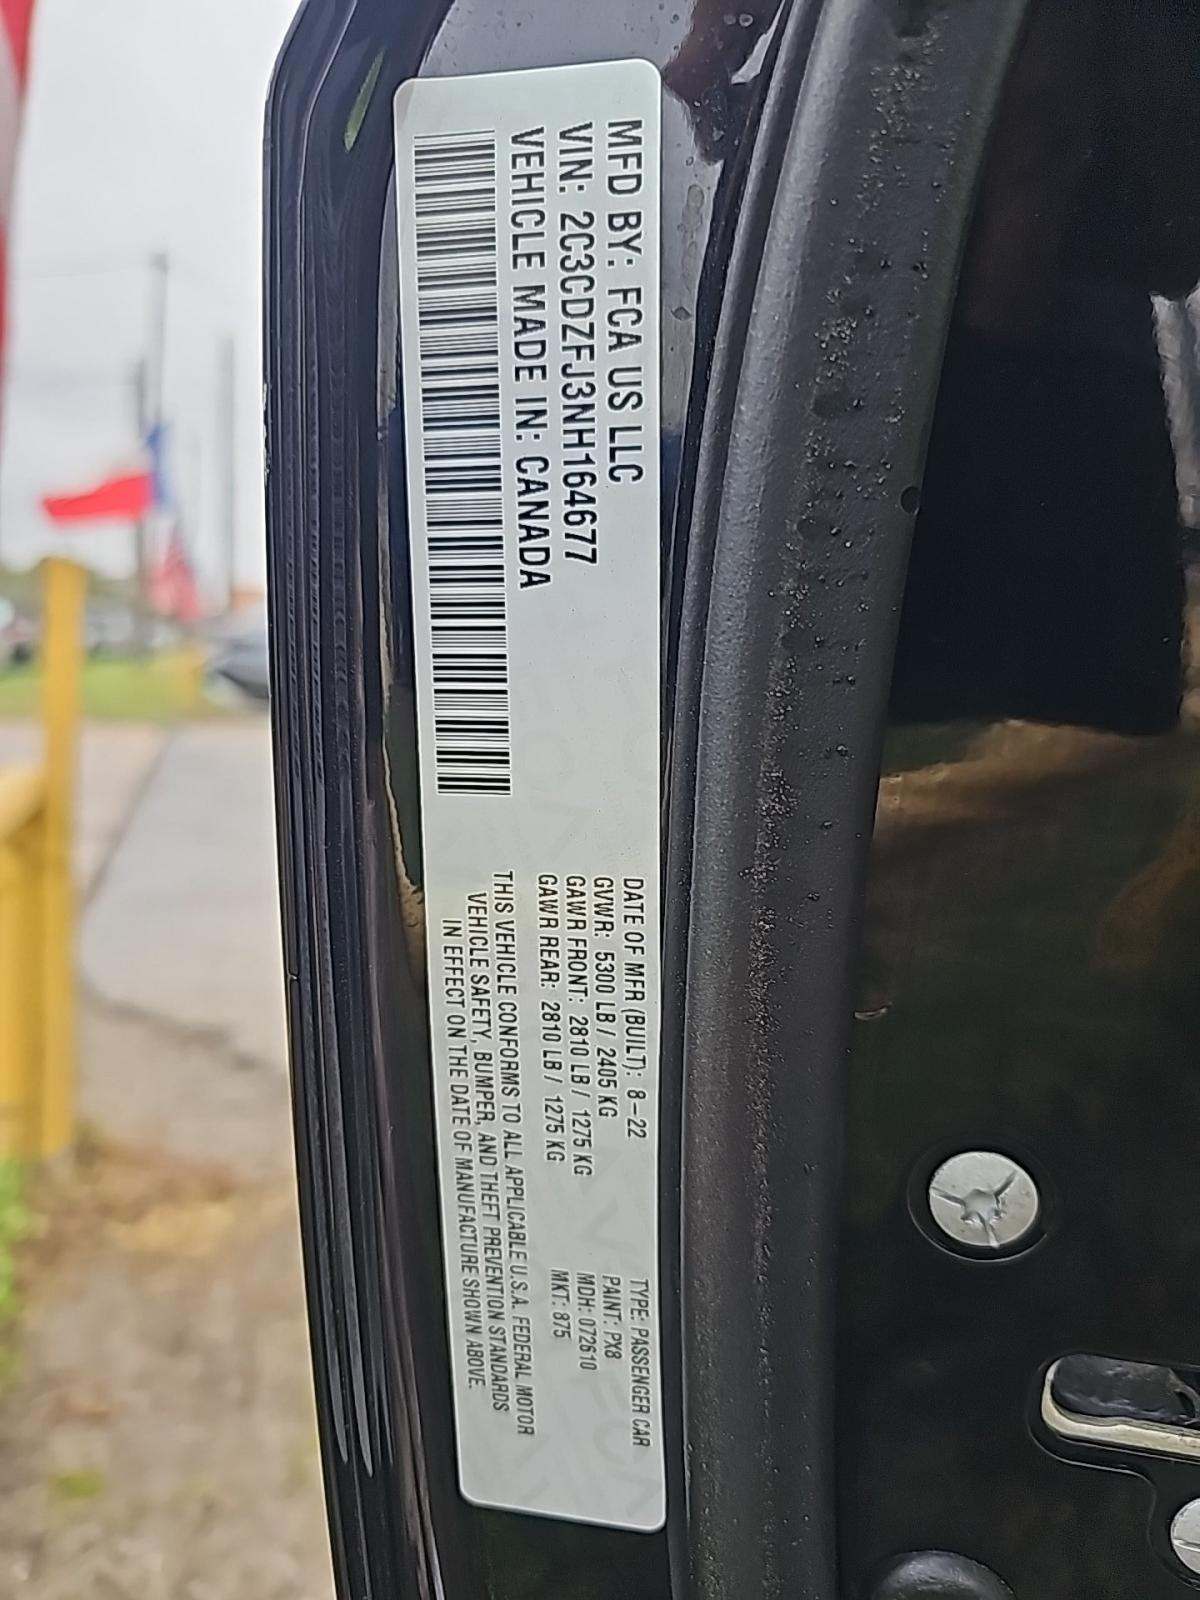 MFD BY: FCA US LLC
VIN: 2C3CDZFJ3NH164677
VEHICLE MADE IN: CANADA
DATE OF MFR (BUILT): 8-22
GVWR: 5300 LB / 2405 KG
GAWR FRONT: 2810 LB / 1275 KG
GAWR REAR: 2810 LB / 1275 KG
TYPE: PASSENGER CAR
PAINT: PX8
MDH: 072610
MKT: 875
THIS VEHICLE CONFORMS TO ALL APPLICABLE U.S.A. FEDERAL MOTOR
VEHICLE SAFETY, BUMPER, AND THEFT PREVENTION STANDARDS
IN EFFECT ON THE DATE OF MANUFACTURE SHOWN ABOVE.